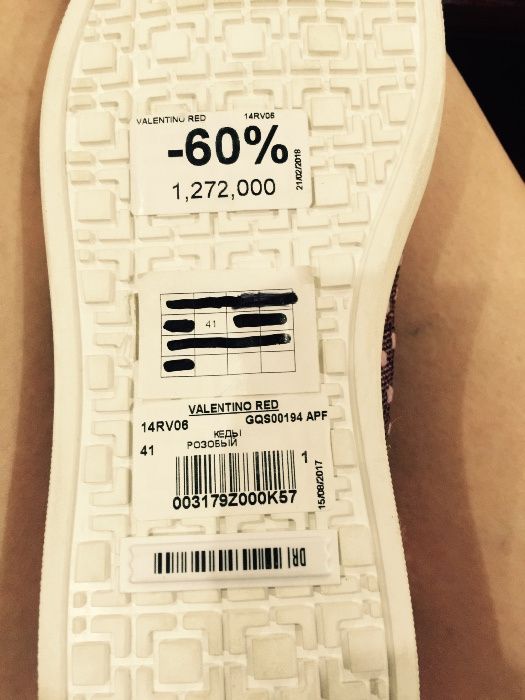 VALENTINO RED 14RV06
-60%
1,272,000
21/02/2018
41
VALENTINO RED
14RV06 GQS00194 APF
КЕДЫ
41 РОЗОВЫЙ
1
003179Z000K57
15/08/2017
DRI